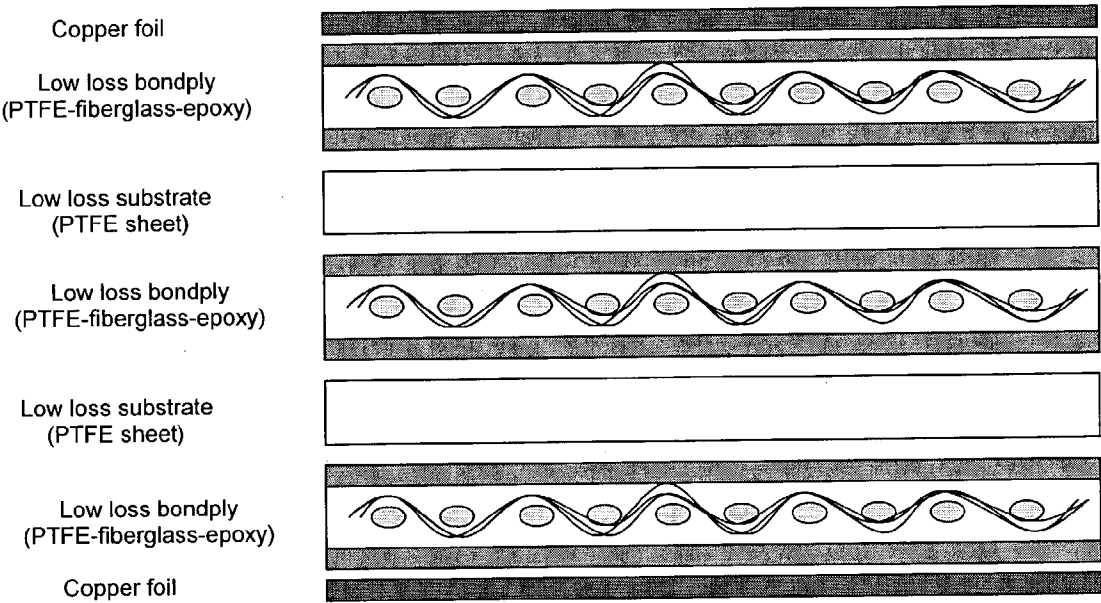 Copper foil
Low loss bondply
(PTFE-fiberglass-epoxy)
Low loss substrate
(PTFE sheet)
Low loss bondply
(PTFE-fiberglass-epoxy)
Low loss substrate
(PTFE sheet)
Low loss bondply
(PTFE-fiberglass-epoxy)
Copper foil